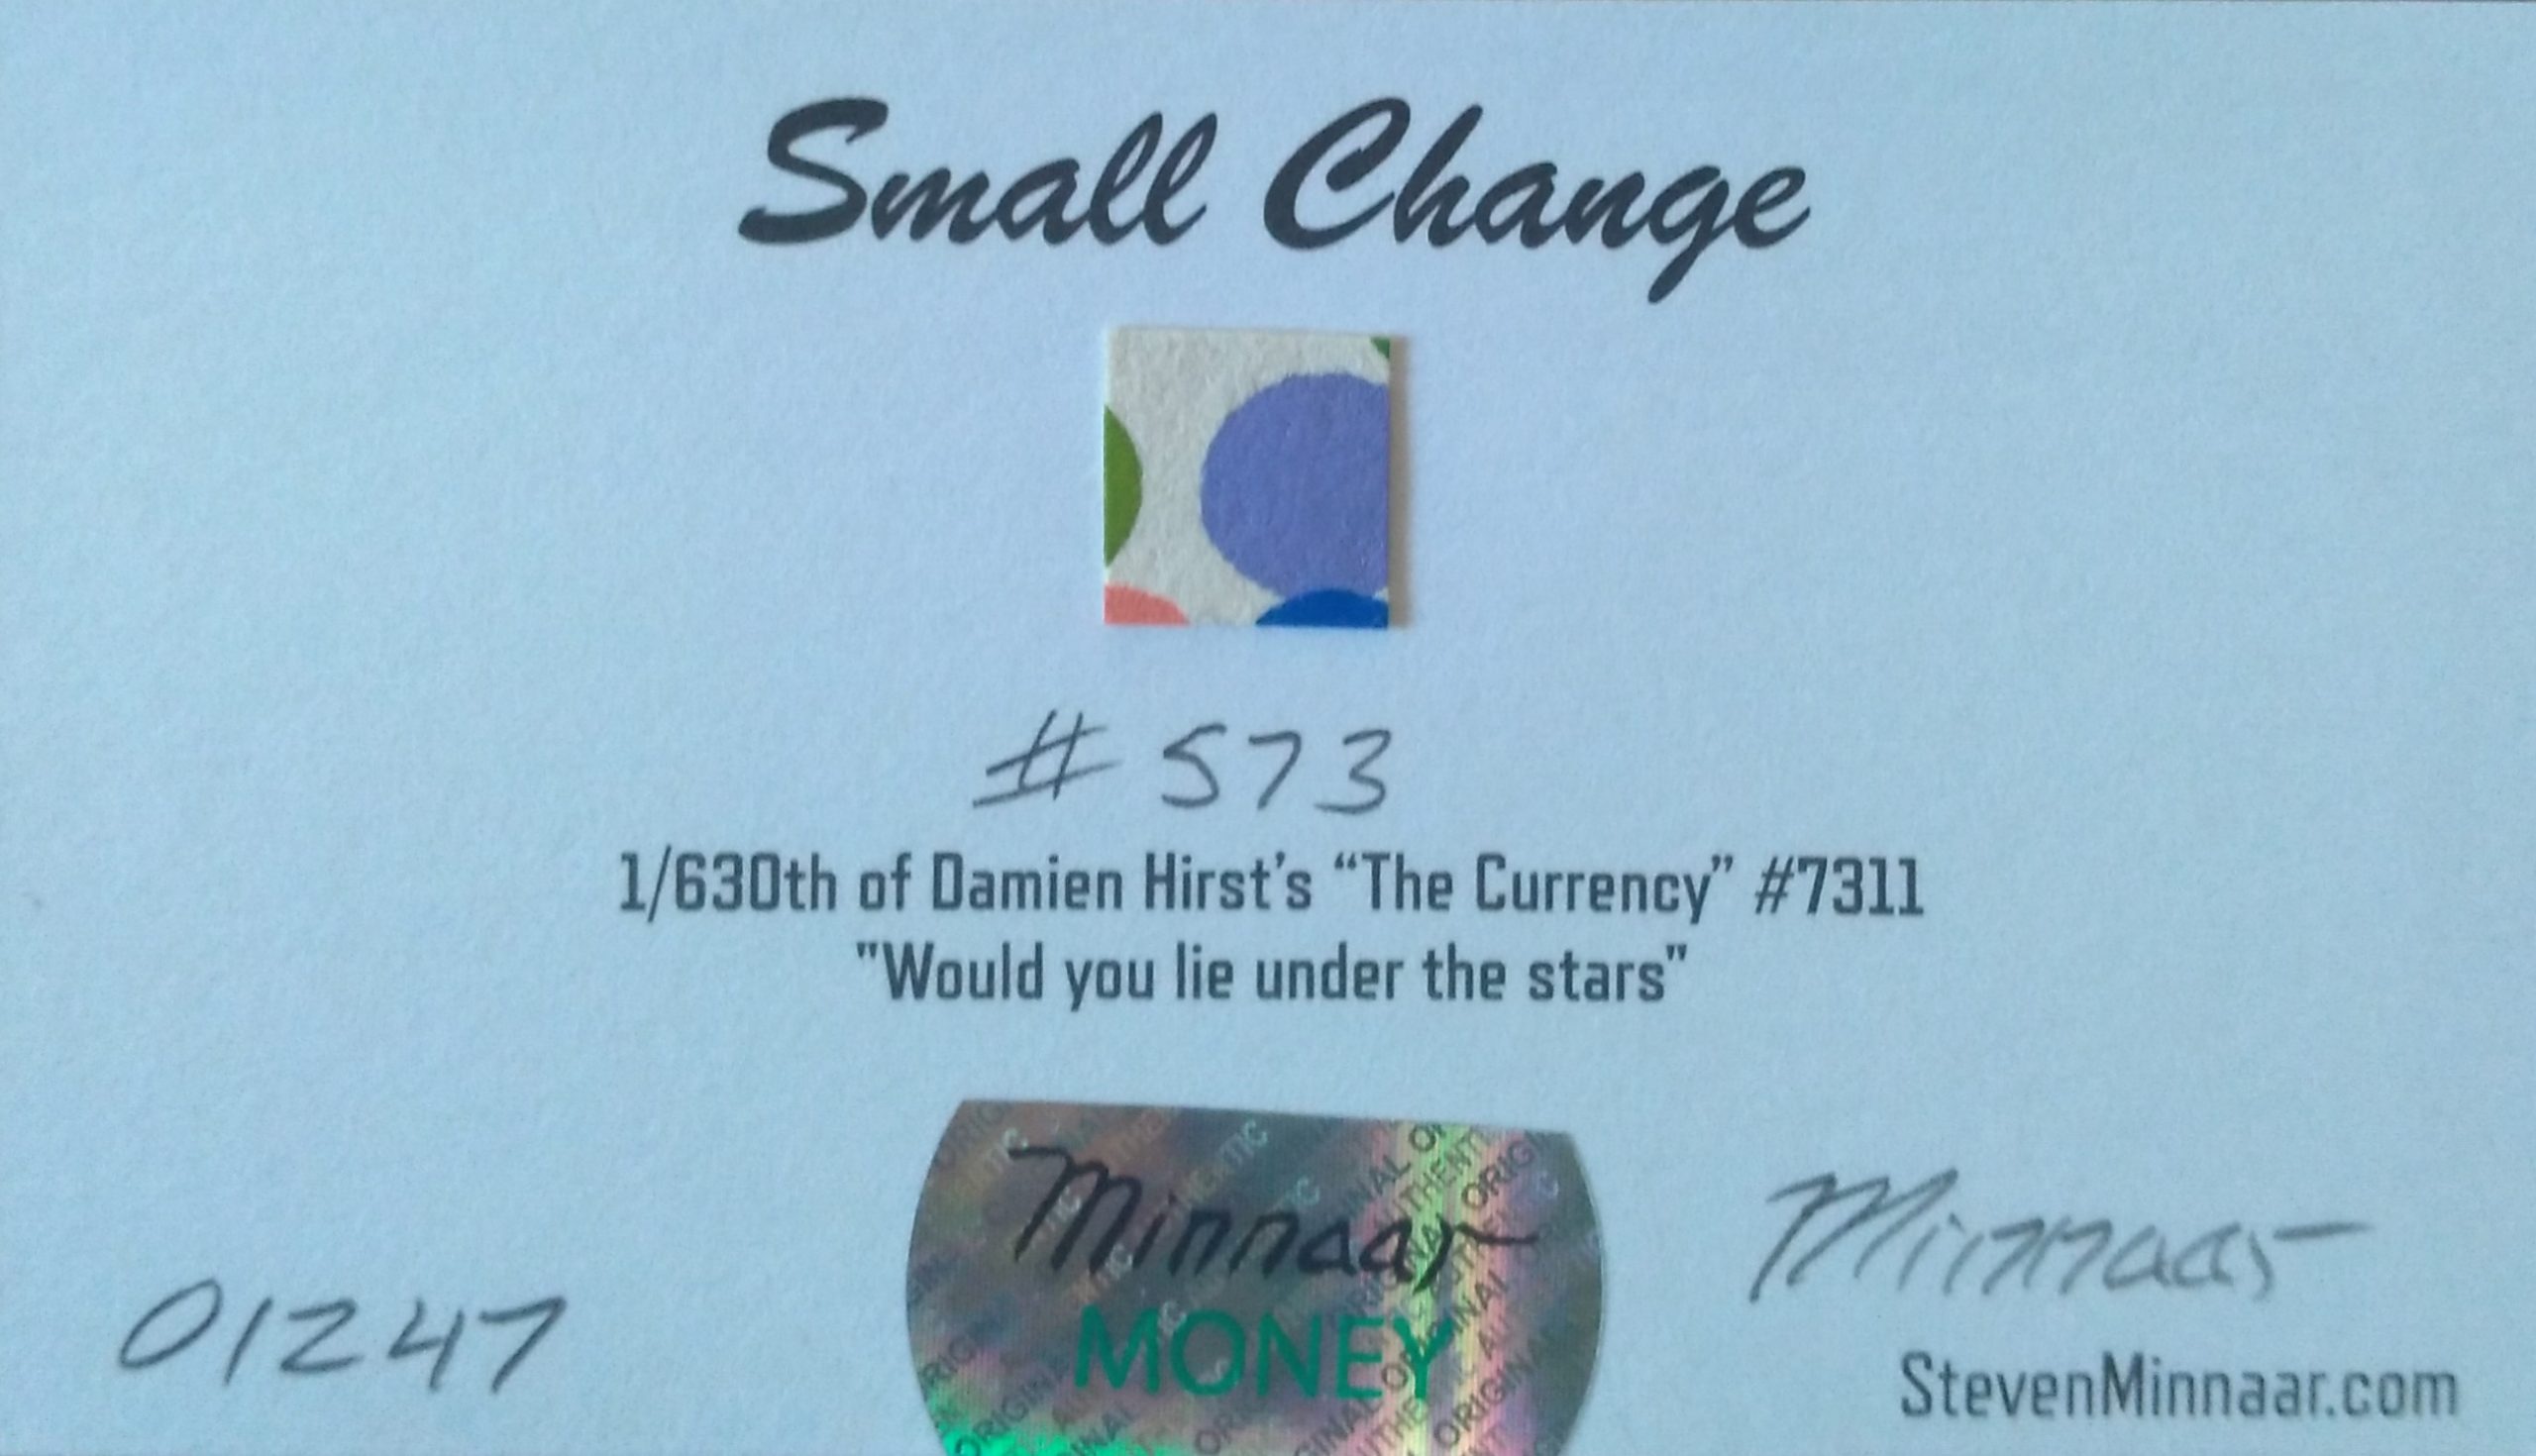 Small Change
# 573
1/630th of Damien Hirst's “The Currency” #7311
"Would you lie under the stars"
Minnaar
MONEY
01247
Minnaar
StevenMinnaar.com